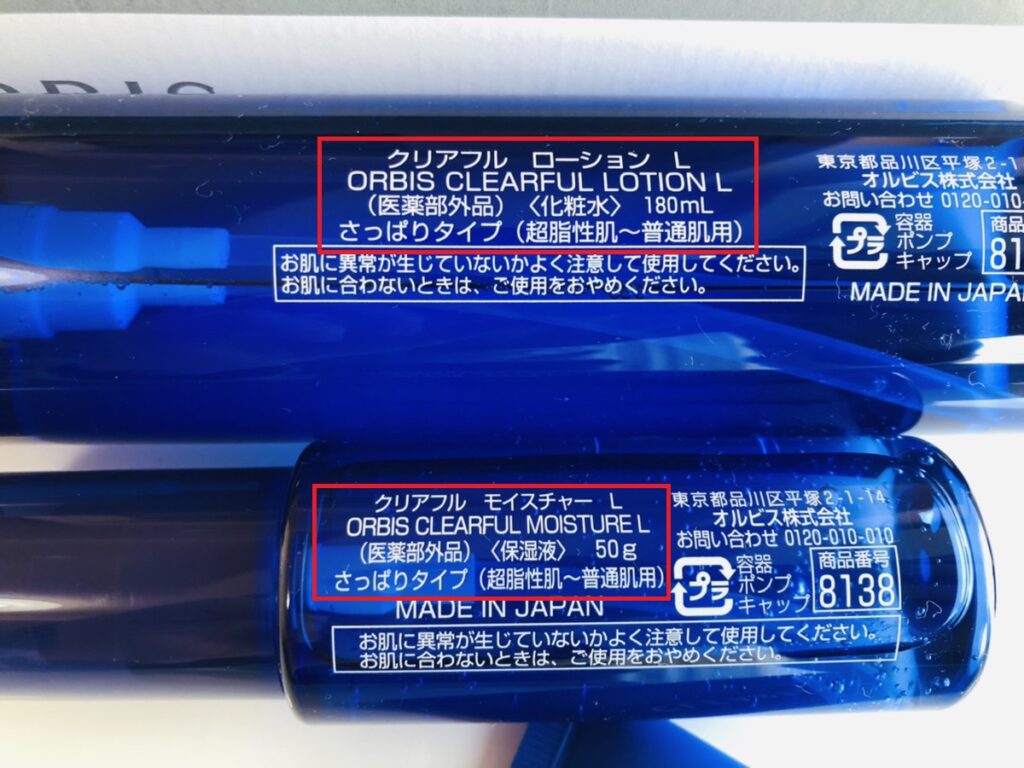 ORBIS
クリアフル ローション L
ORBIS CLEARFUL LOTION L
（医薬部外品）〈化粧水〉 180mL
さっぱりタイプ（超脂性肌～普通肌用）
お肌に異常が生じていないかよく注意して使用してください。
お肌に合わないときは、ご使用をおやめください。
東京都品川区平塚2-1
オルビス株式会社
お問い合わせ 0120-010-
プラ
容器
ポンプ
キャップ
商品
81
MADE IN JAPA
クリアフル モイスチャー L
ORBIS CLEARFUL MOISTURE L
（医薬部外品）〈保湿液〉 50g
さっぱりタイプ（超脂性肌～普通肌用）
MADE IN JAPAN
東京都品川区平塚2-1-14
オルビス株式会社
お問い合わせ 0120-010-010
プラ
容器
ポンプ
キャップ
商品番号
8138
お肌に異常が生じていないかよく注意して使用してください。
お肌に合わないときは、ご使用をおやめください。